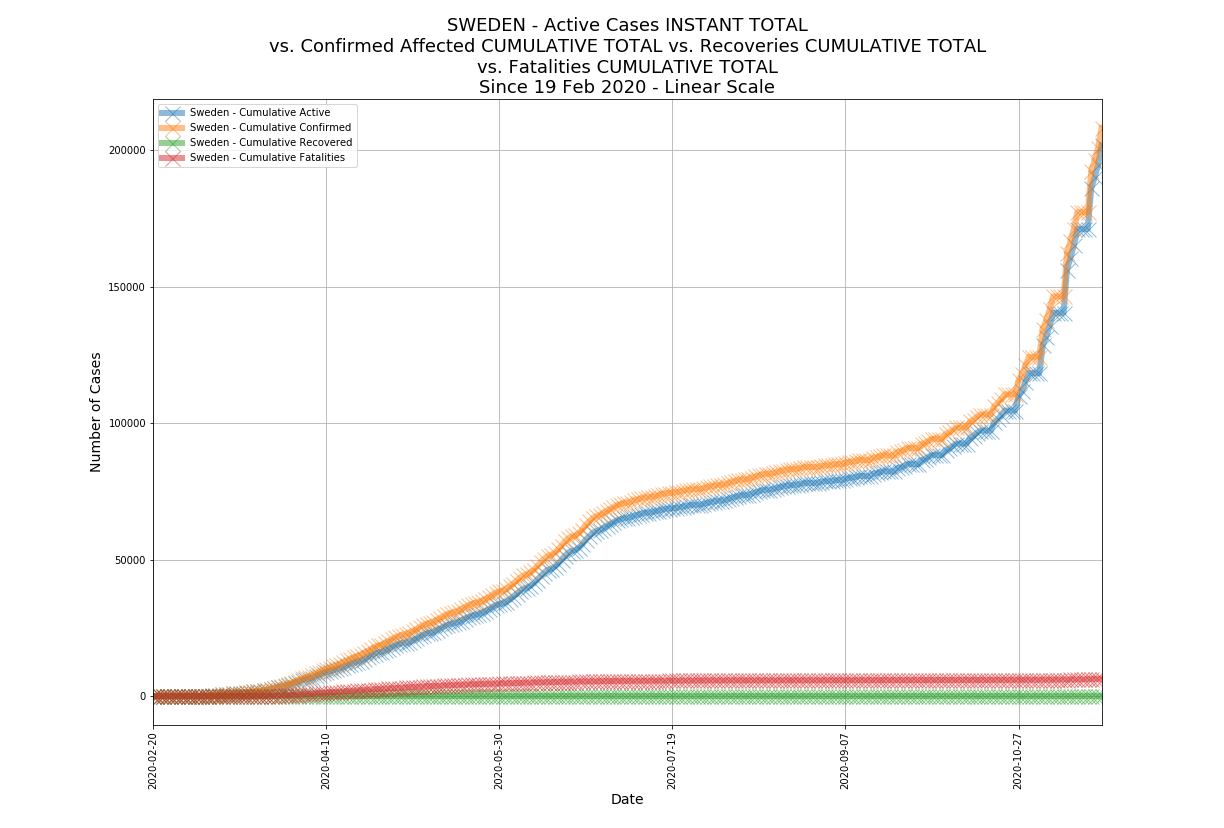 SWEDEN - Active Cases INSTANT TOTAL
vs. Confirmed Affected CUMULATIVE TOTAL vs. Recoveries CUMULATIVE TOTAL
vs. Fatalities CUMULATIVE TOTAL
Since 19 Feb 2020 - Linear Scale
Sweden - Cumulative Active
Sweden - Cumulative Confirmed
Sweden - Cumulative Recovered
Sweden - Cumulative Fatalities
Number of Cases
200000
150000
100000
50000
0
2020-02-20
2020-04-10
2020-05-30
2020-07-19
2020-09-07
2020-10-27
Date